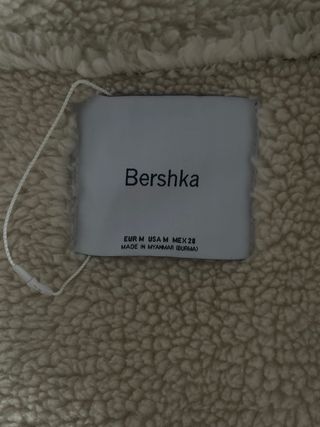 Bershka
EUR M USA M MEX 28
MADE IN MYANMAR (BURMA)